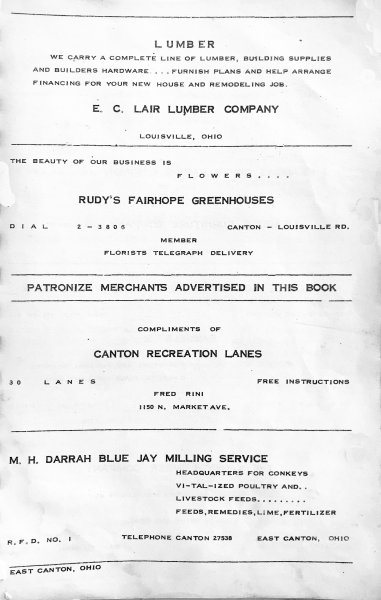 LUMBER
WE CARRY A COMPLETE LINE OF LUMBER, BUILDING SUPPLIES
AND BUILDERS HARDWARE.... FURNISH PLANS AND HELP ARRANGE
FINANCING FOR YOUR NEW HOUSE AND REMODELING JOB.
E. C. LAIR LUMBER COMPANY
LOUISVILLE, OHIO
THE BEAUTY OF OUR BUSINESS IS
FLOWERS....
RUDY'S FAIRHOPE GREENHOUSES
DIAL 2-3806 CANTON - LOUISVILLE RD.
MEMBER
FLORISTS TELEGRAPH DELIVERY
PATRONIZE MERCHANTS ADVERTISED IN THIS BOOK
COMPLIMENTS OF
CANTON RECREATION LANES
30 LANES FREE INSTRUCTIONS
FRED RINI
1150 N. MARKET AVE.
M. H. DARRAH BLUE JAY MILLING SERVICE
HEADQUARTERS FOR CONKEYS
VI-TAL-IZED POULTRY AND..
LIVESTOCK FEEDS.........
FEEDS,REMEDIES,LIME,FERTILIZER
R.F.D. NO. 1 TELEPHONE CANTON 27538 EAST CANTON, OHIO
EAST CANTON, OHIO